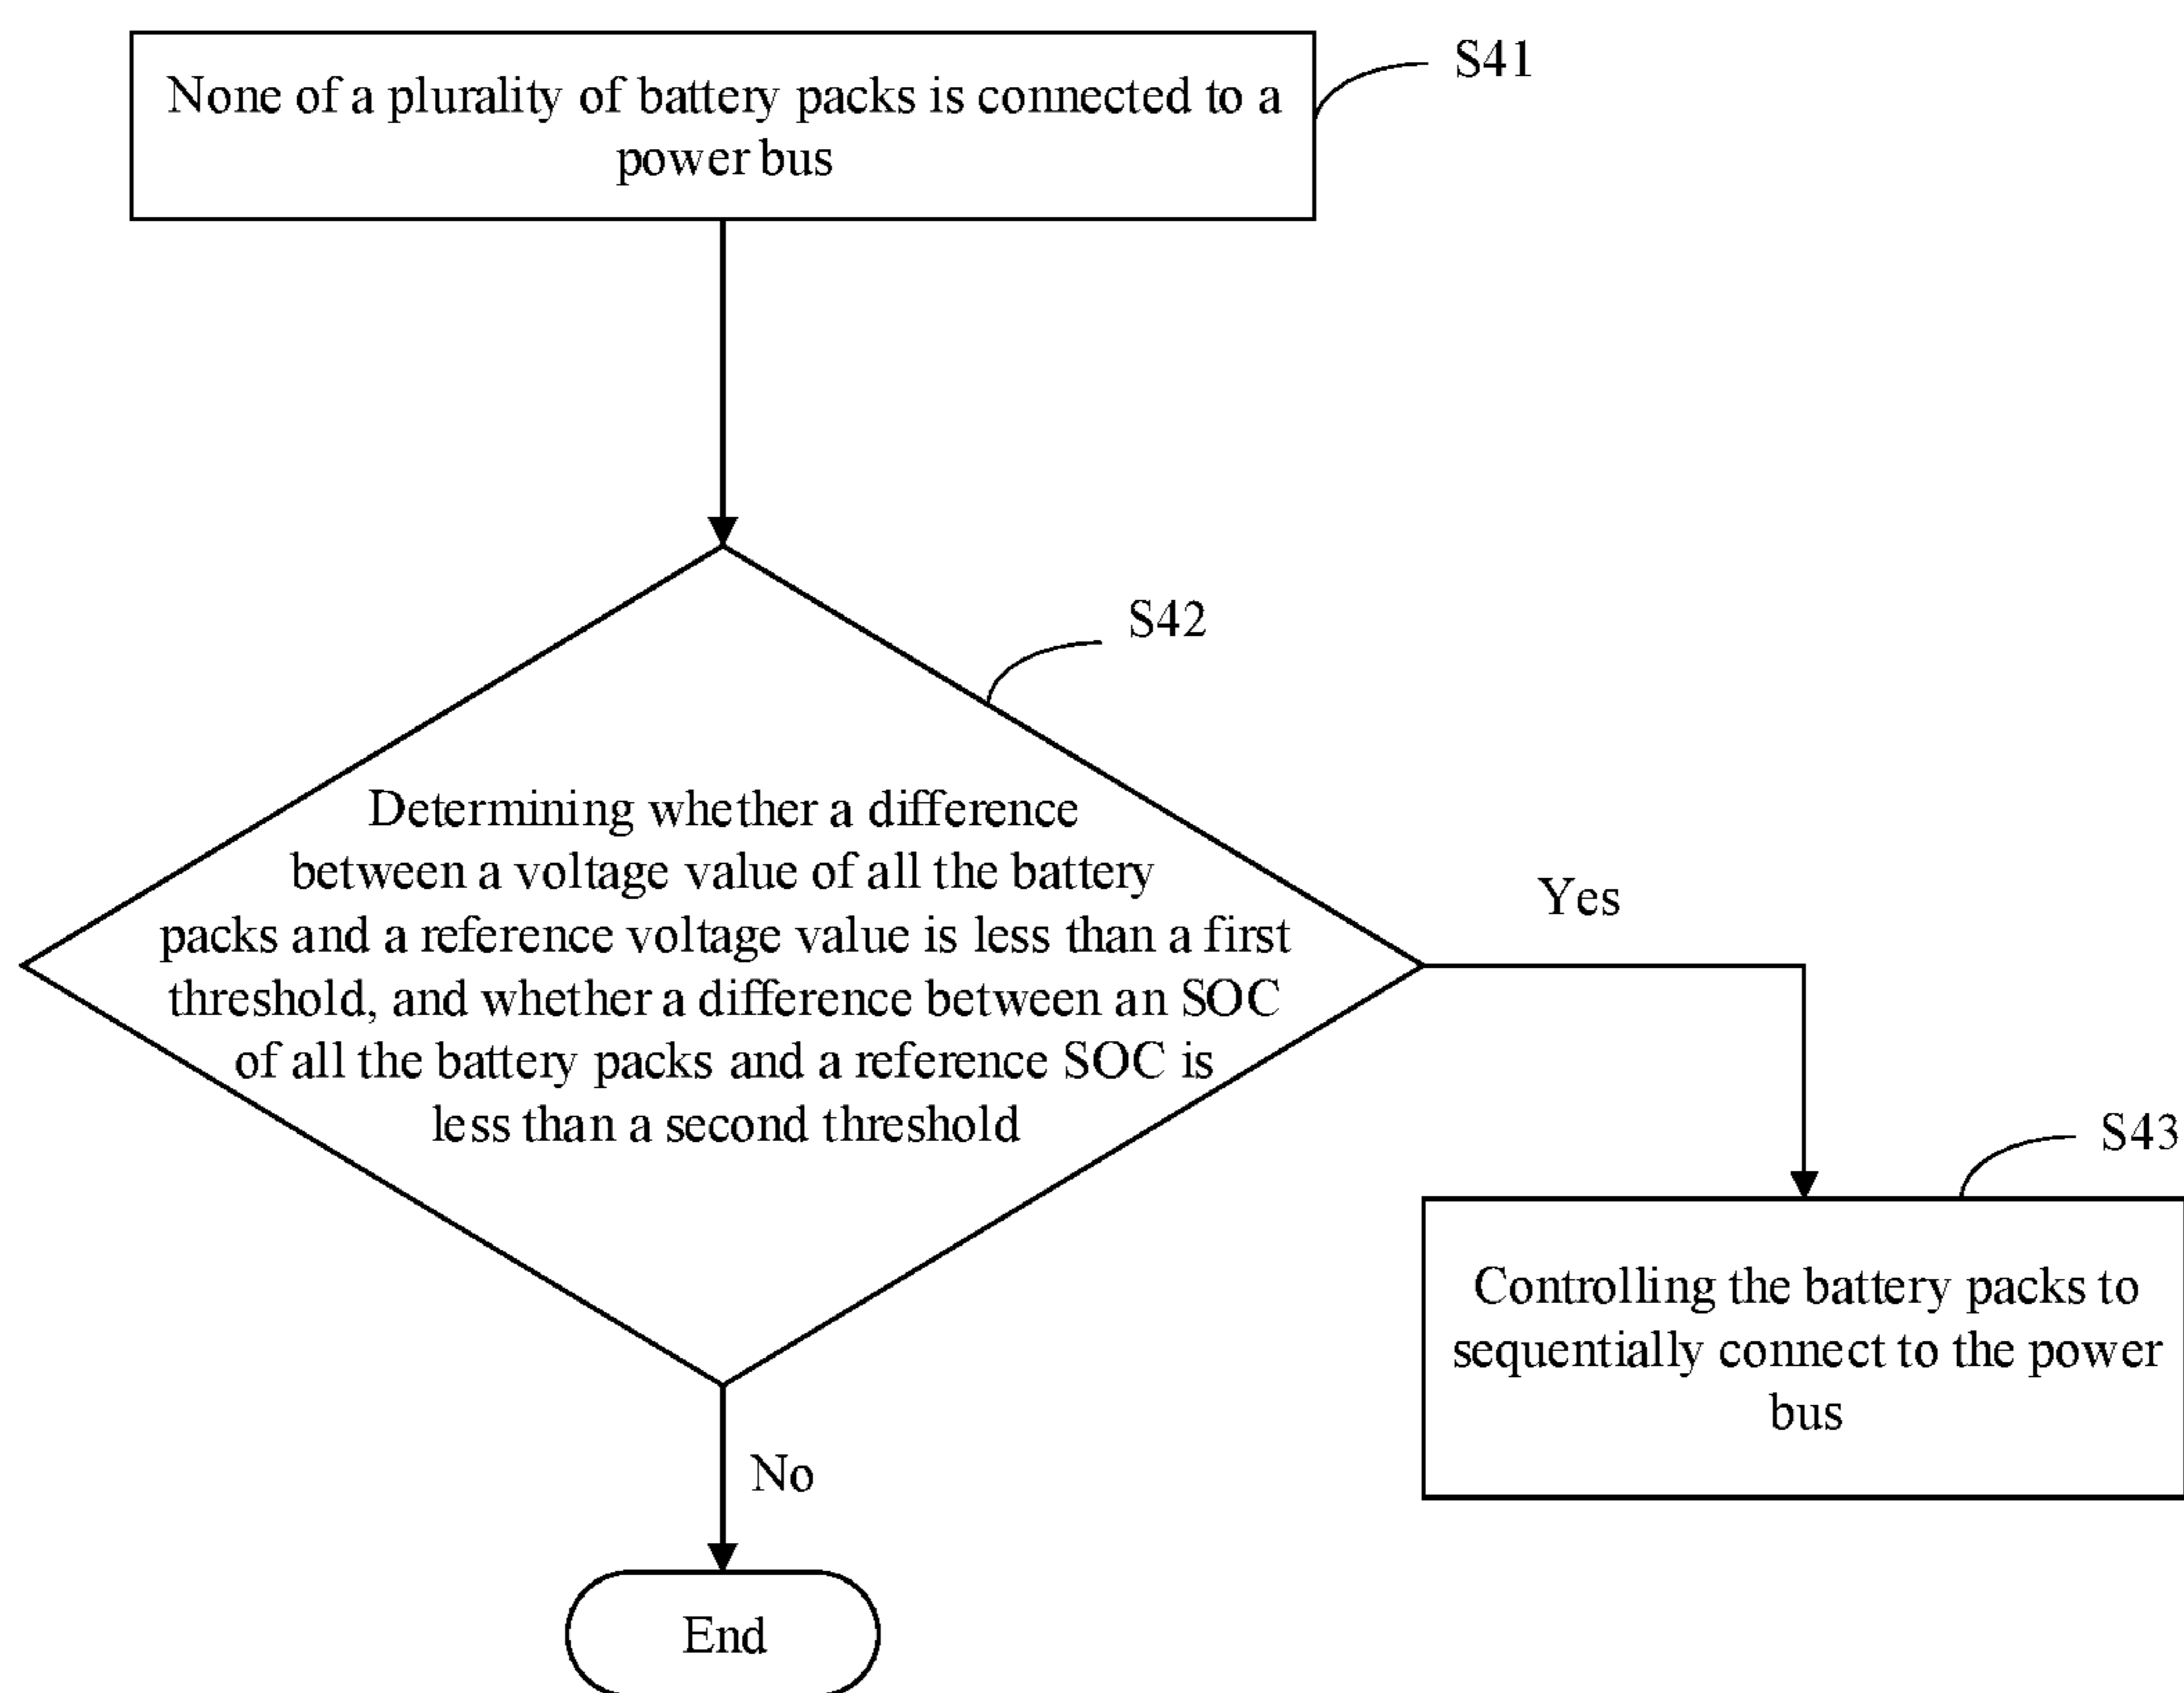 None of a plurality of battery packs is connected to a
power bus
S41
S42
Determining whether a difference
between a voltage value of all the battery
packs and a reference voltage value is less than a first
threshold, and whether a difference between an SOC
of all the battery packs and a reference SOC is
less than a second threshold
Yes
S43
Controlling the battery packs to
sequentially connect to the power
bus
No
End